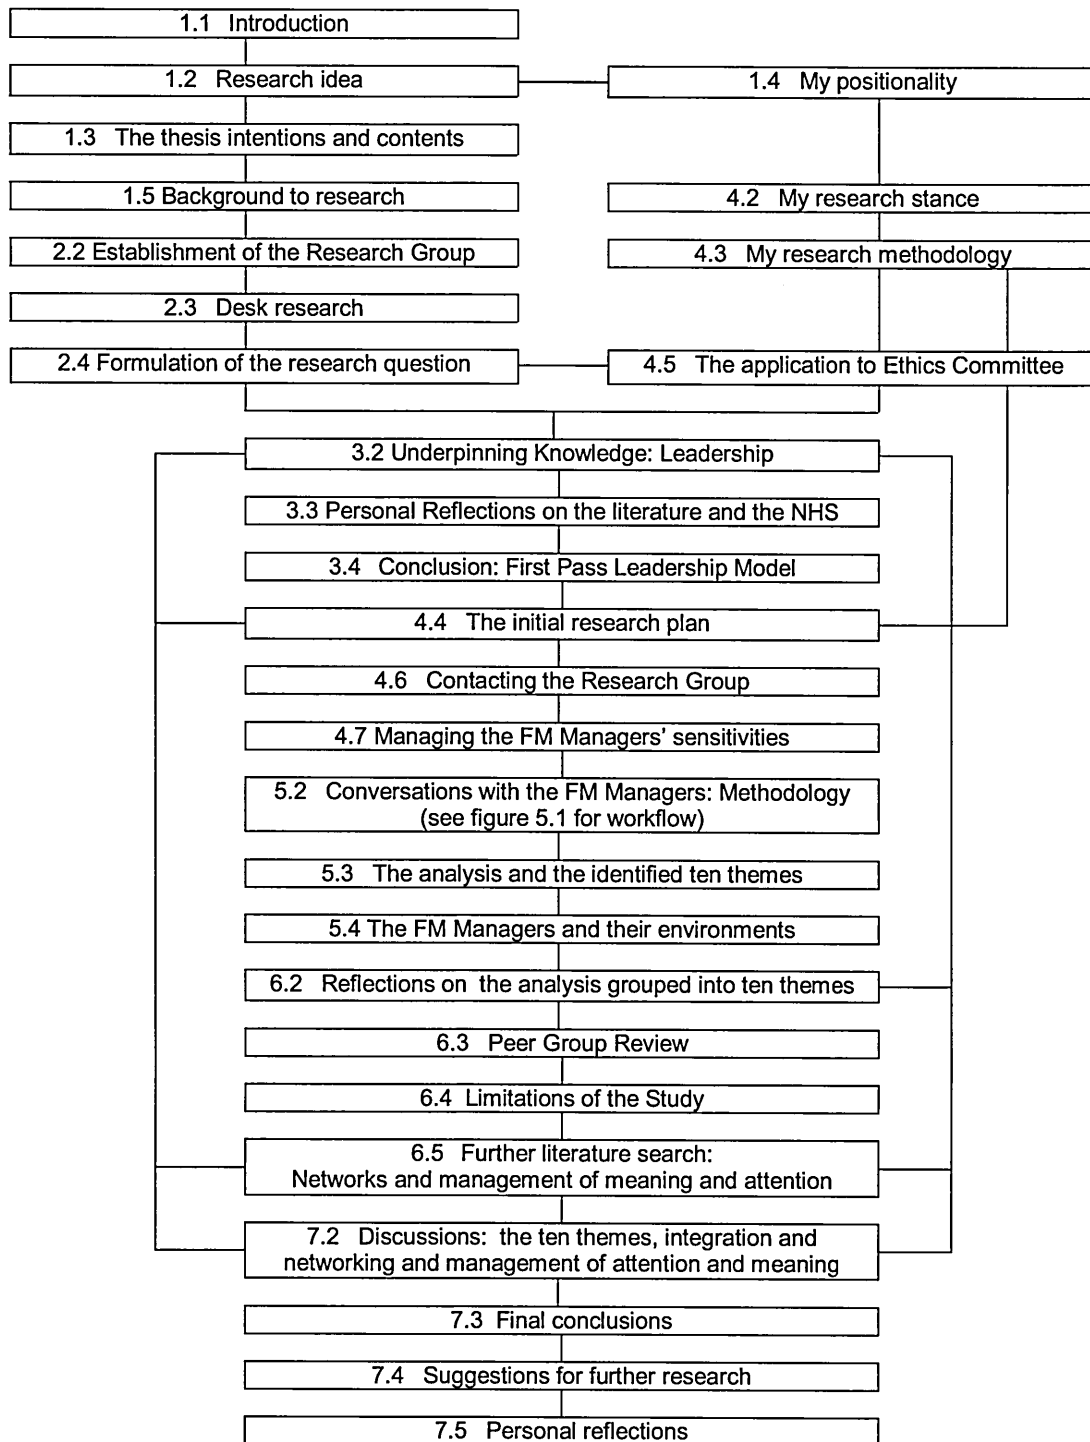 1.1 Introduction
1.2 Research idea
1.4 My positionality
1.3 The thesis intentions and contents
1.5 Background to research
4.2 My research stance
2.2 Establishment of the Research Group
4.3 My research methodology
2.3 Desk research
2.4 Formulation of the research question
4.5 The application to Ethics Committee
3.2 Underpinning Knowledge: Leadership
3.3 Personal Reflections on the literature and the NHS
3.4 Conclusion: First Pass Leadership Model
4.4 The initial research plan
4.6 Contacting the Research Group
4.7 Managing the FM Managers' sensitivities
5.2 Conversations with the FM Managers: Methodology
(see figure 5.1 for workflow)
5.3 The analysis and the identified ten themes
5.4 The FM Managers and their environments
6.2 Reflections on the analysis grouped into ten themes
6.3 Peer Group Review
6.4 Limitations of the Study
6.5 Further literature search:
Networks and management of meaning and attention
7.2 Discussions: the ten themes, integration and
networking and management of attention and meaning
7.3 Final conclusions
7.4 Suggestions for further research
7.5 Personal reflections